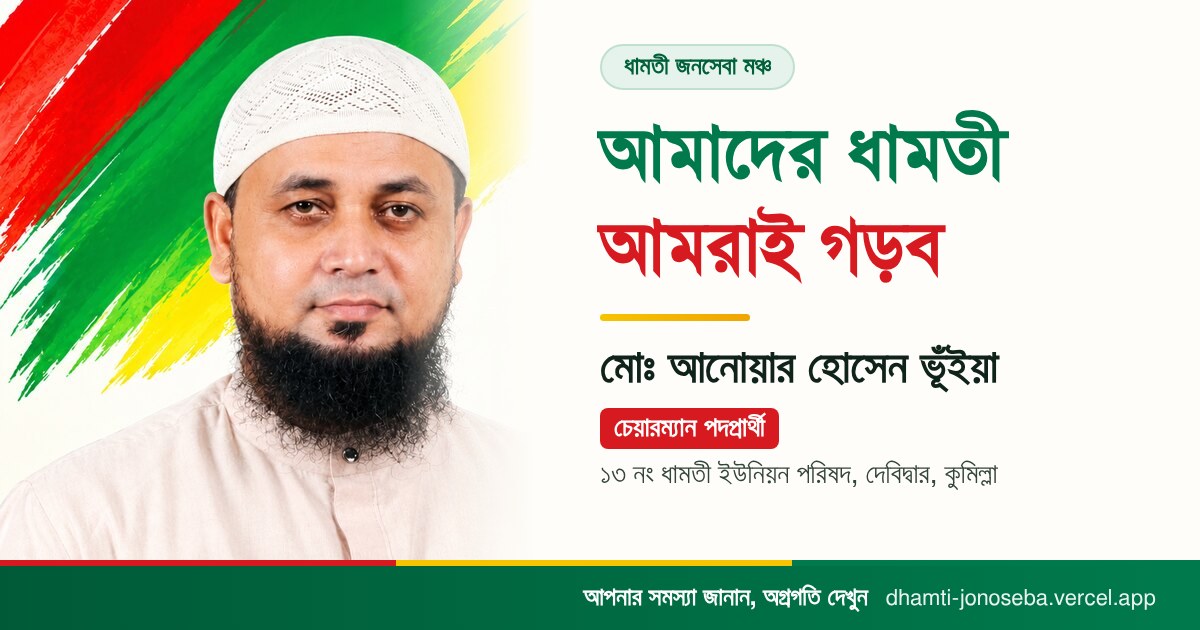 ধামতী জনসেবা মঞ্চ
আমাদের ধামতী
আমরাই গড়ব
মোঃ আনোয়ার হোসেন ভূঁইয়া
চেয়ারম্যান পদপ্রার্থী
১৩ নং ধামতী ইউনিয়ন পরিষদ, দেবিদ্বার, কুমিল্লা
আপনার সমস্যা জানান, অগ্রগতি দেখুন dhamti-jonoseba.vercel.app